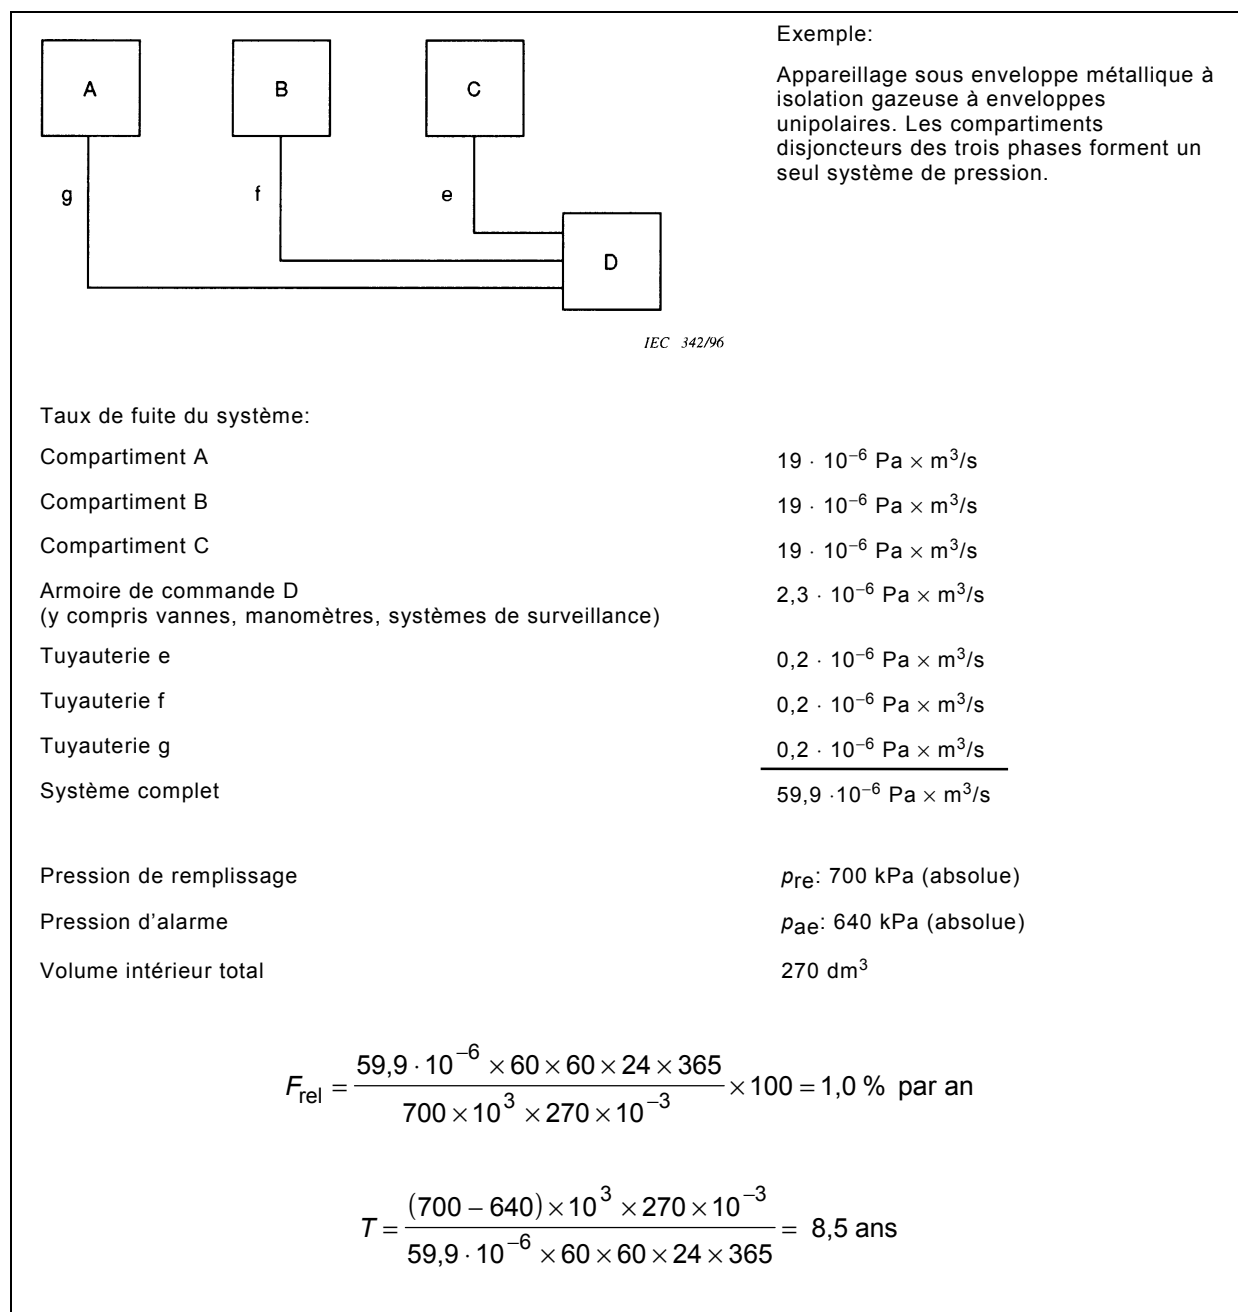 A
B
C
g
f
e
D
IEC 342/96
Exemple:
Appareillage sous enveloppe métallique à
isolation gazeuse à enveloppes
unipolaires. Les compartiments
disjoncteurs des trois phases forment un
seul système de pression.
Taux de fuite du système:
Compartiment A 19 · 10⁻⁶ Pa × m³/s
Compartiment B 19 · 10⁻⁶ Pa × m³/s
Compartiment C 19 · 10⁻⁶ Pa × m³/s
Armoire de commande D 2,3 · 10⁻⁶ Pa × m³/s
(y compris vannes, manomètres, systèmes de surveillance)
Tuyauterie e 0,2 · 10⁻⁶ Pa × m³/s
Tuyauterie f 0,2 · 10⁻⁶ Pa × m³/s
Tuyauterie g 0,2 · 10⁻⁶ Pa × m³/s
Système complet 59,9 ·10⁻⁶ Pa × m³/s
Pression de remplissage pre: 700 kPa (absolue)
Pression d'alarme pae: 640 kPa (absolue)
Volume intérieur total 270 dm³
59,9 · 10⁻⁶ × 60 × 60 × 24 × 365
Frel = × 100 = 1,0 % par an
700 × 10³ × 270 × 10⁻³
(700 − 640) × 10³ × 270 × 10⁻³
T = = 8,5 ans
59,9 · 10⁻⁶ × 60 × 60 × 24 × 365